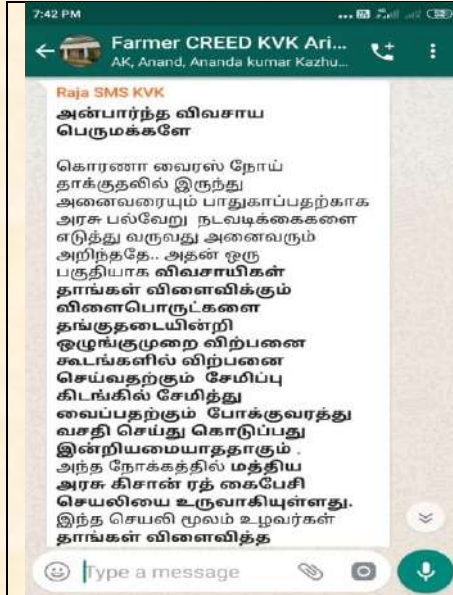 7:42 PM
Farmer CREED KVK Ari...
AK, Anand, Ananda kumar Kazhu...
Raja SMS KVK
அன்பார்ந்த விவசாய
பெருமக்களே
கொரணா வைரஸ் நோய்
தாக்குதலில் இருந்து
அனைவரையும் பாதுகாப்பதற்காக
அரசு பல்வேறு நடவடிக்கைகளை
எடுத்து வருவது அனைவரும்
அறிந்ததே.. அதன் ஒரு
பகுதியாக விவசாயிகள்
தாங்கள் விளைவிக்கும்
விளைபொருட்களை
தங்குதடையின்றி
ஒழுங்குமுறை விற்பனை
கூடங்களில் விற்பனை
செய்வதற்கும் சேமிப்பு
கிடங்கில் சேமித்து
வைப்பதற்கும் போக்குவரத்து
வசதி செய்து கொடுப்பது
இன்றியமையாததாகும் .
அந்த நோக்கத்தில் மத்திய
அரசு கிசான் ரத் கைபேசி
செயலியை உருவாகியுள்ளது.
இந்த செயலி மூலம் உழவர்கள்
தாங்கள் விளைவித்த
Type a message